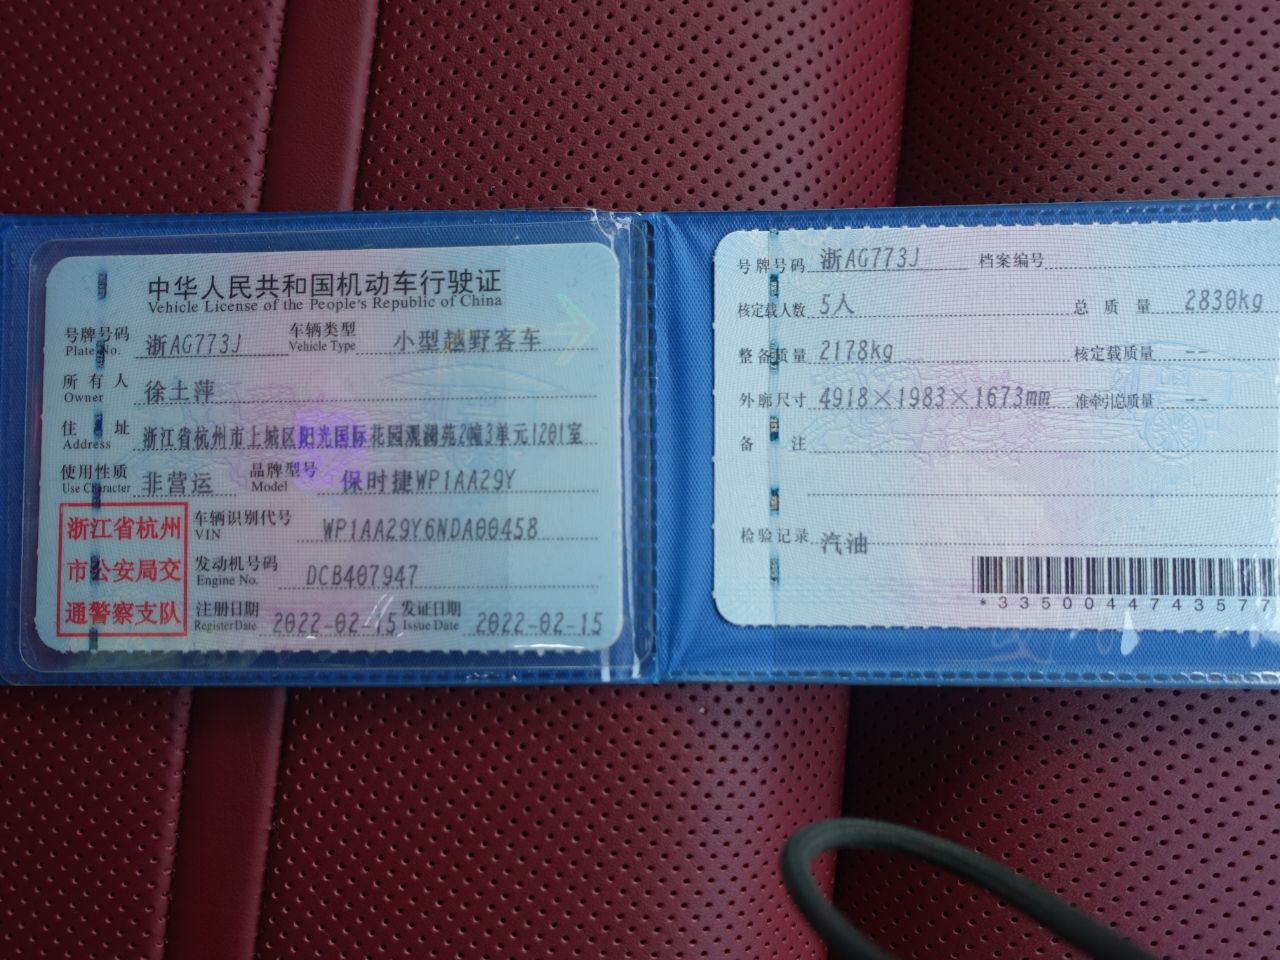 中华人民共和国机动车行驶证
Vehicle License of the People's Republic of China
号牌号码 浙AG773J 车辆类型 小型越野客车
Plate No. Vehicle Type
所有人 徐土萍
Owner
住址 浙江省杭州市上城区阳光国际花园观澜苑2幢3单元1201室
Address
使用性质 非营运 品牌型号 保时捷WP1AA29Y
Use Character Model
浙江省杭州
市公安局交
通警察支队
车辆识别代号 WP1AA29Y6NDA00458
VIN
发动机号码 DCB407947
Engine No.
注册日期 2022-02-15 发证日期 2022-02-15
Register Date Issue Date
号牌号码 浙AG773J 档案编号
核定载人数 5人 总质量 2830kg
整备质量 2178kg 核定载质量 --
外廓尺寸 4918×1983×1673mm 准牵引总质量 --
备注
检验记录 汽油
*3350044743577